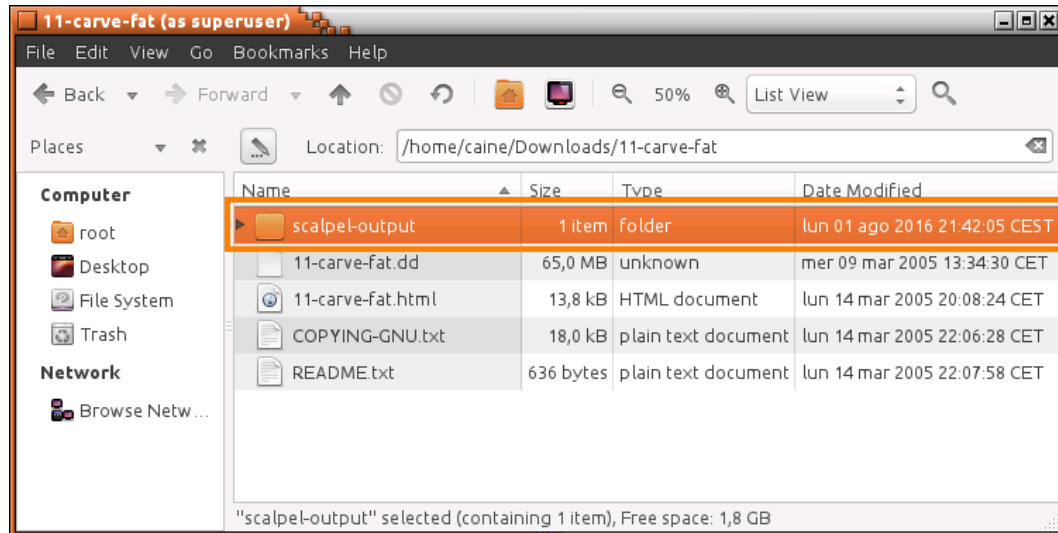 11-carve-fat (as superuser)
File Edit View Go Bookmarks Help
Back Forward 50% List View
Places Location: /home/caine/Downloads/11-carve-fat
Computer
root
Desktop
File System
Trash
Network
Browse Netw...
Name Size Type Date Modified
scalpel-output 1 item folder lun 01 ago 2016 21:42:05 CEST
11-carve-fat.dd 65,0 MB unknown mer 09 mar 2005 13:34:30 CET
11-carve-fat.html 13,8 kB HTML document lun 14 mar 2005 20:08:24 CET
COPYING-GNU.txt 18,0 kB plain text document lun 14 mar 2005 22:06:28 CET
README.txt 636 bytes plain text document lun 14 mar 2005 22:07:58 CET
"scalpel-output" selected (containing 1 item), Free space: 1,8 GB